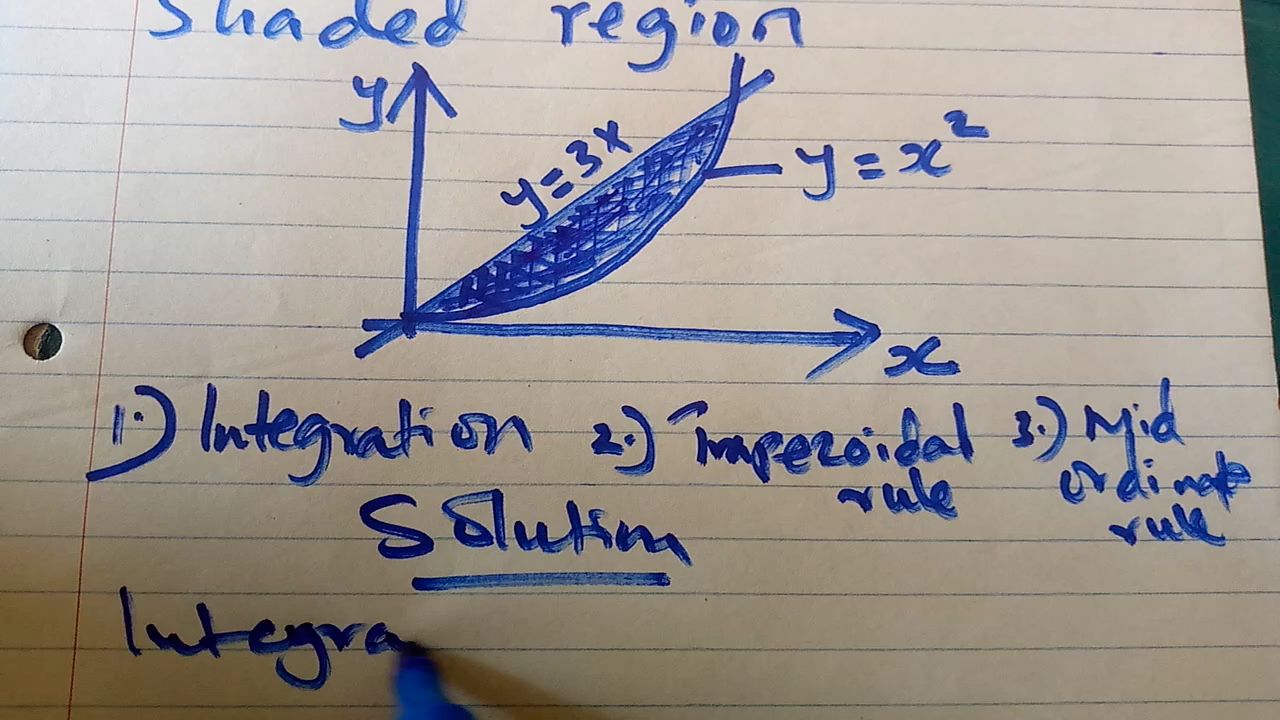 Shaded region
y
y=3x
y = x²
x
1.) Integration 2.) Trapezoidal rule 3.) Mid ordinate rule
Solution
Integra